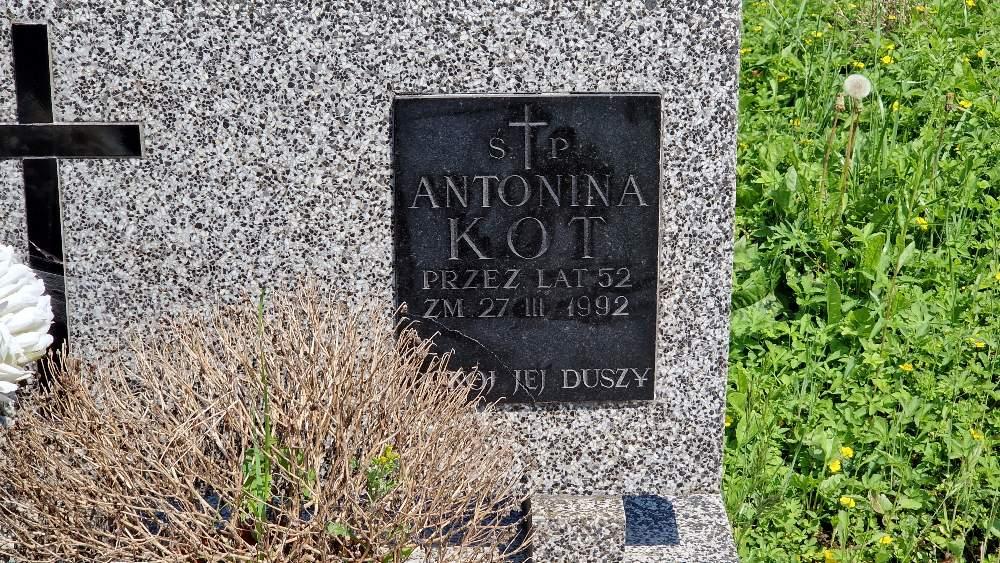 Ś P
ANTONINA
KOT
PRZEZ LAT 52
ZM 27 III 1992
JEJ DUSZY